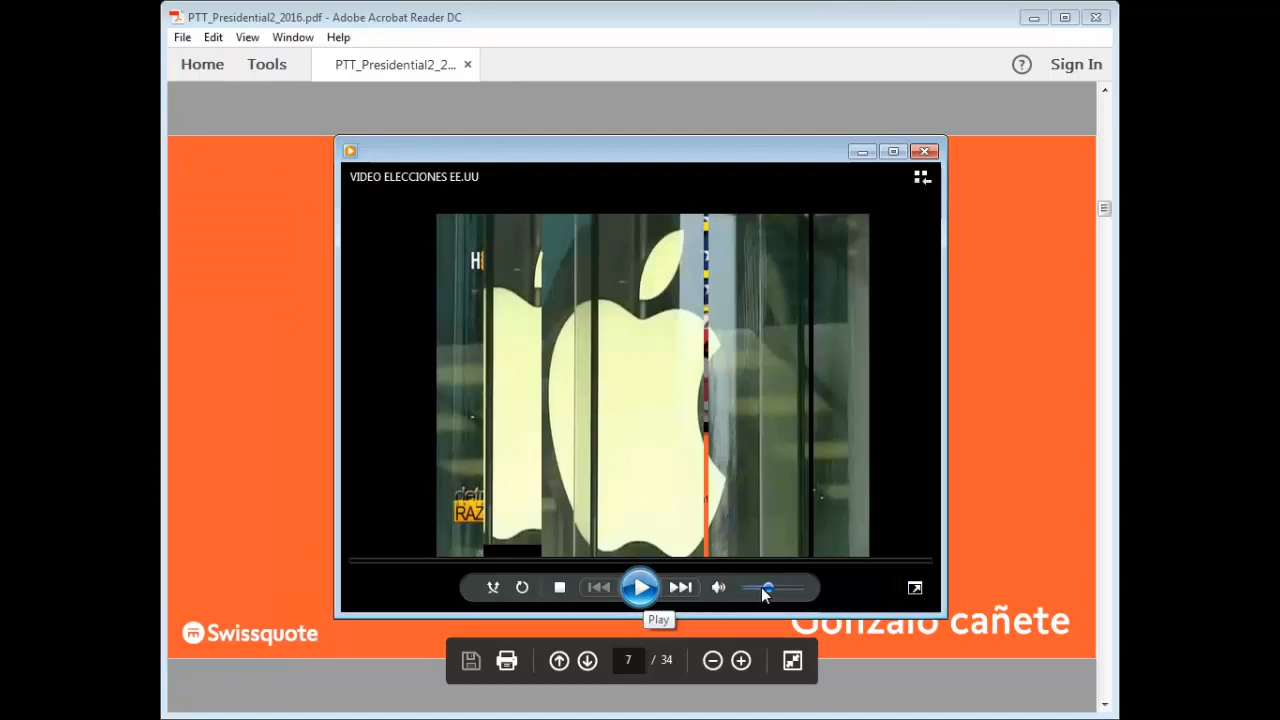 PTT_Presidential2_2016.pdf - Adobe Acrobat Reader DC
File Edit View Window Help
Home Tools PTT_Presidential2_2... Sign In
VIDEO ELECCIONES EE.UU
RAZ
Play
Swissquote
Gonzalo cañete
7 / 34